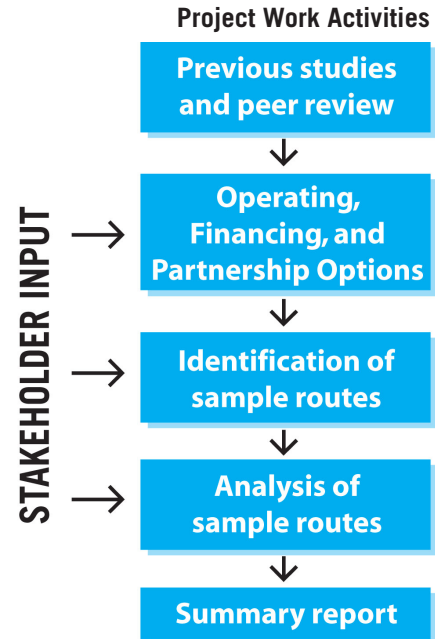 Project Work Activities
Previous studies
and peer review
Operating,
Financing, and
Partnership Options
STAKEHOLDER INPUT
Identification of
sample routes
Analysis of
sample routes
Summary report